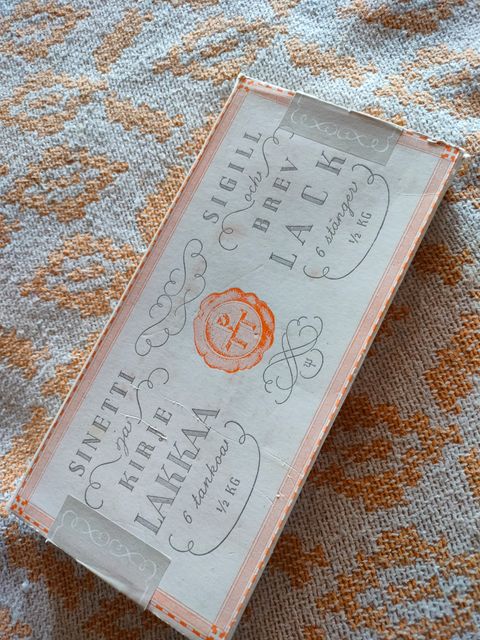 SIGILL
och
BREV
LACK
6 stänger
½ KG
SINETTI
ja
KIRJE
LAKKAA
6 tankoa
½ KG